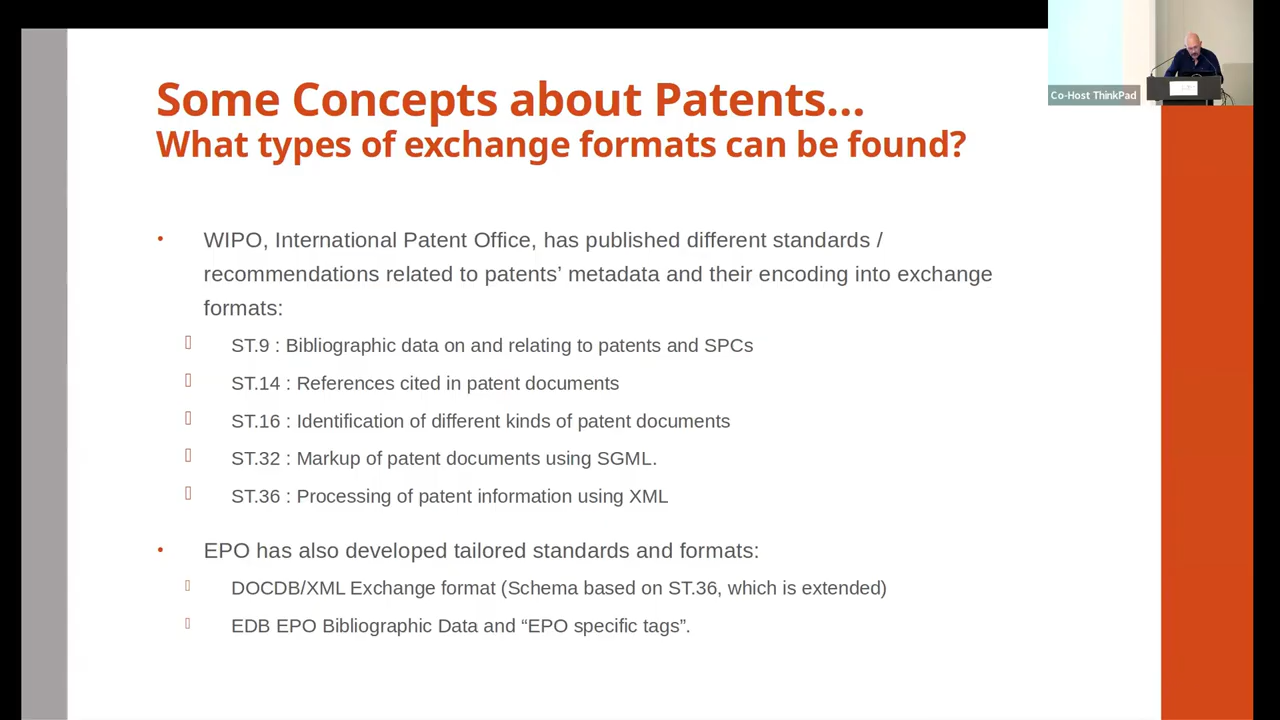 Some Concepts about Patents...
What types of exchange formats can be found?
Co-Host ThinkPad
• WIPO, International Patent Office, has published different standards /
recommendations related to patents’ metadata and their encoding into exchange
formats:
ST.9 : Bibliographic data on and relating to patents and SPCs
ST.14 : References cited in patent documents
ST.16 : Identification of different kinds of patent documents
ST.32 : Markup of patent documents using SGML.
ST.36 : Processing of patent information using XML
• EPO has also developed tailored standards and formats:
DOCDB/XML Exchange format (Schema based on ST.36, which is extended)
EDB EPO Bibliographic Data and “EPO specific tags”.